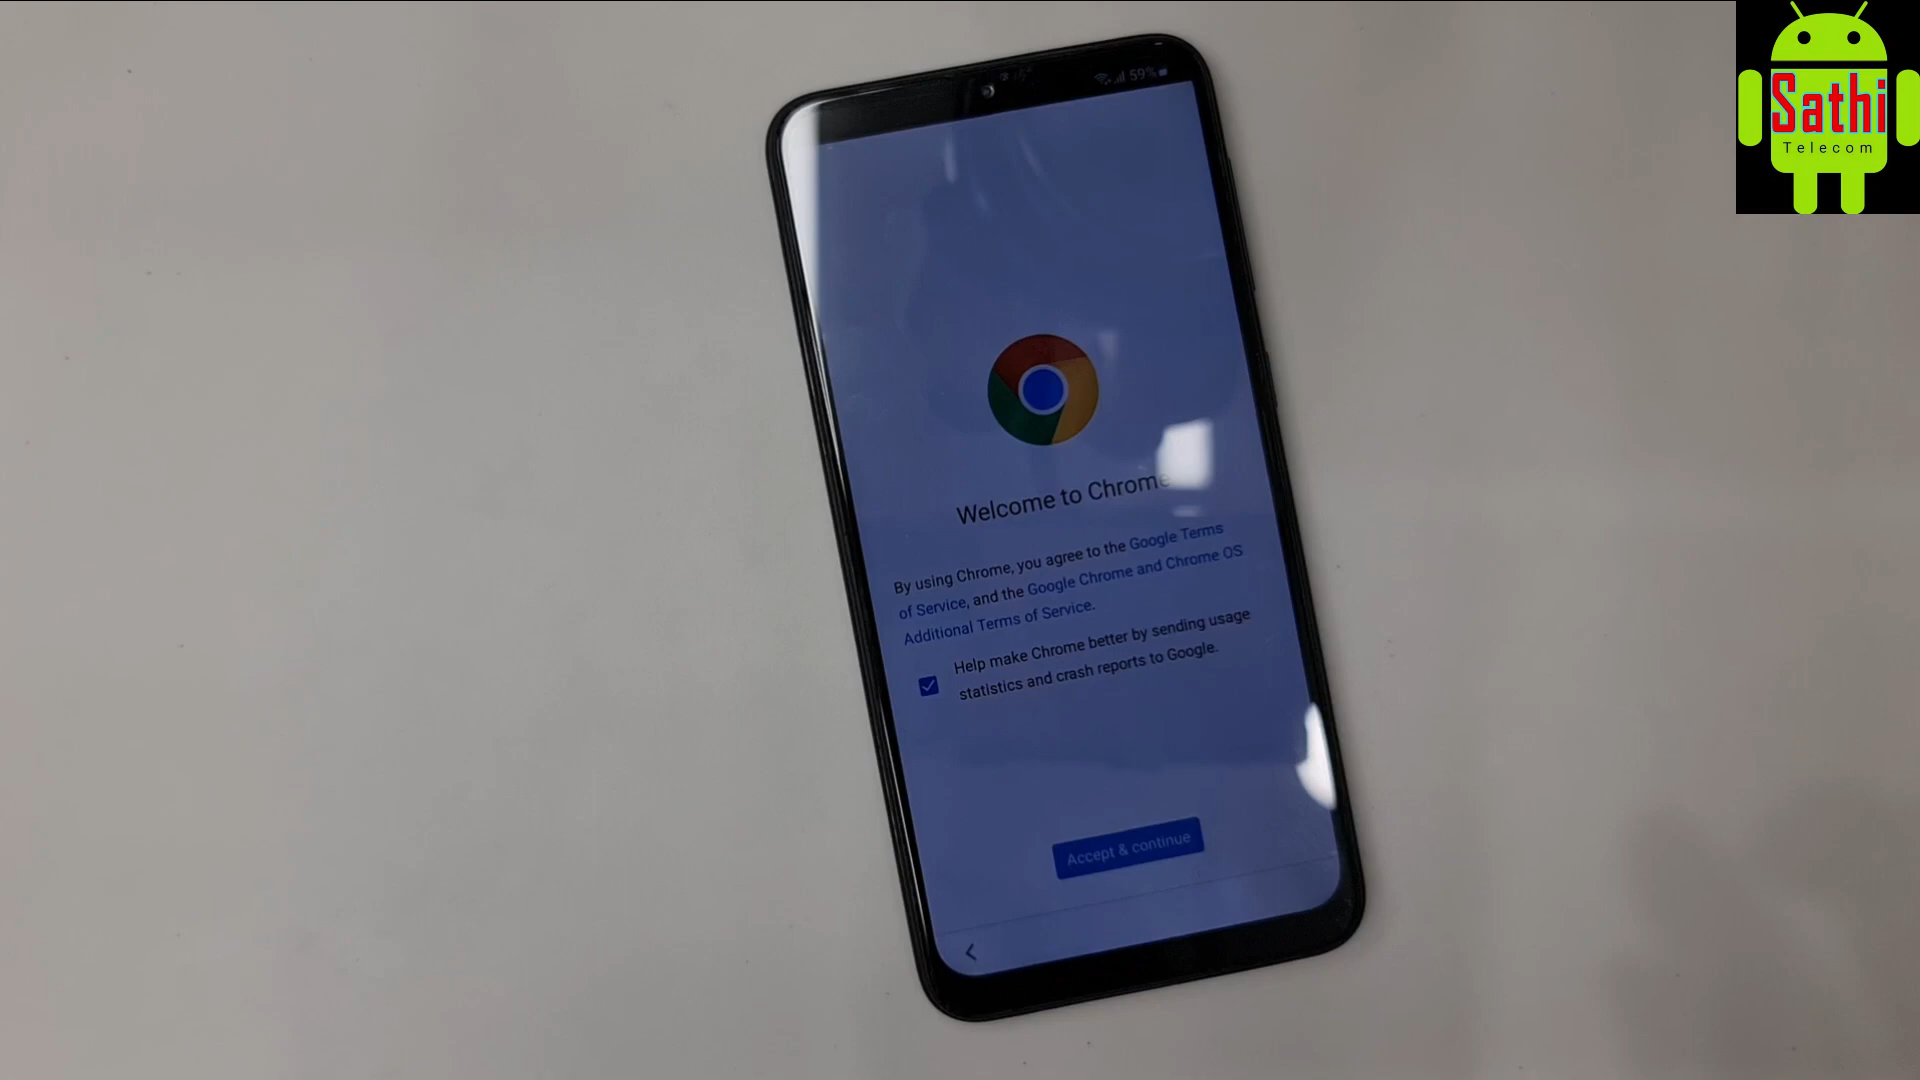 59%
Sathi
Telecom
Welcome to Chrome
By using Chrome, you agree to the Google Terms
of Service, and the Google Chrome and Chrome OS
Additional Terms of Service.
Help make Chrome better by sending usage
statistics and crash reports to Google.
Accept & continue